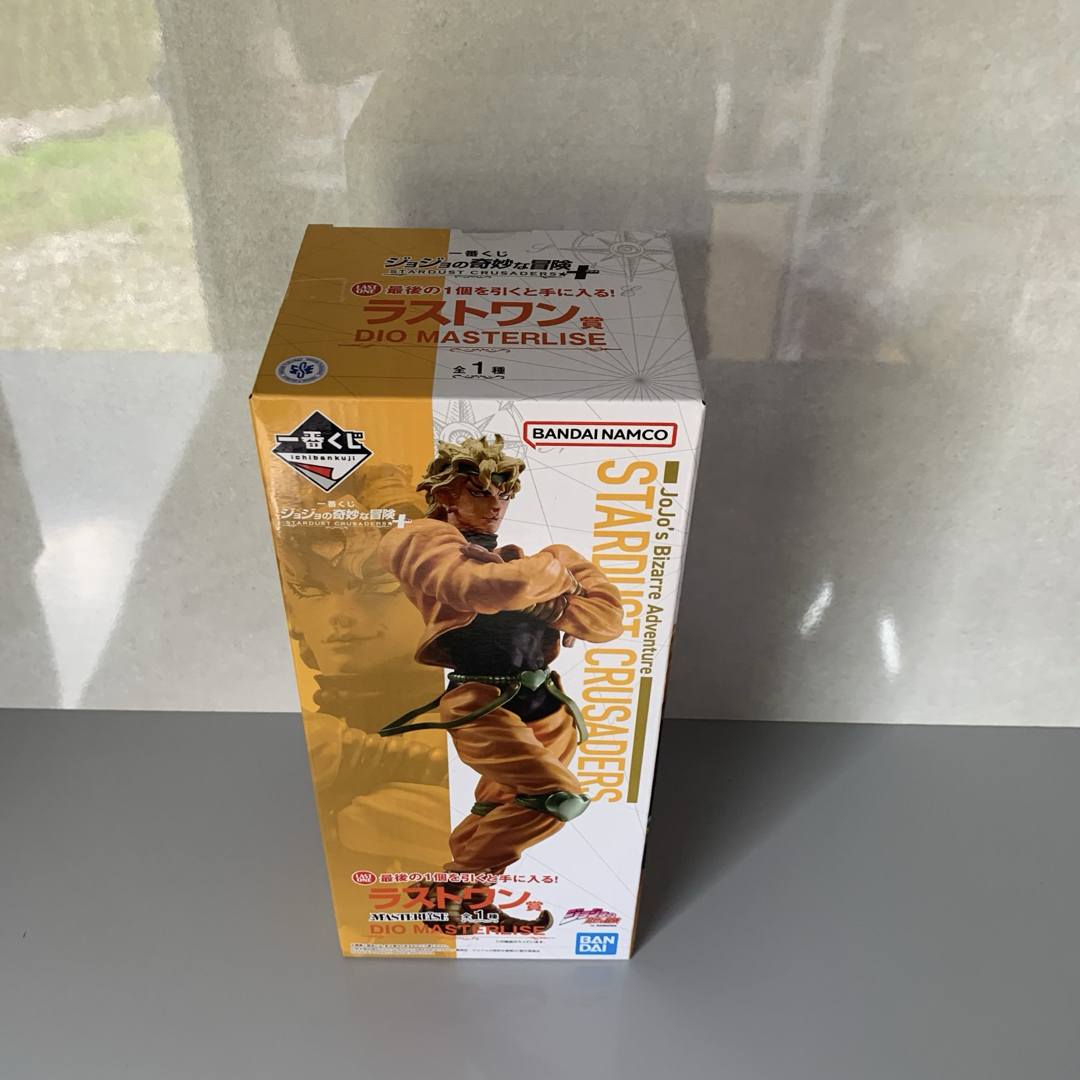 一番くじ
ジョジョの奇妙な冒険
STARDUST CRUSADERS
LAST ONE 最後の1個を引くと手に入る!
ラストワン賞
DIO MASTERLISE
全1種
一番くじ
ichibankuji
BANDAI NAMCO
一番くじ
ジョジョの奇妙な冒険
STARDUST CRUSADERS
JoJo's Bizarre Adventure
STARDUST CRUSADERS
LAST ONE 最後の1個を引くと手に入る!
ラストワン賞
MASTERLISE 全1種
DIO MASTERLISE
BANDAI